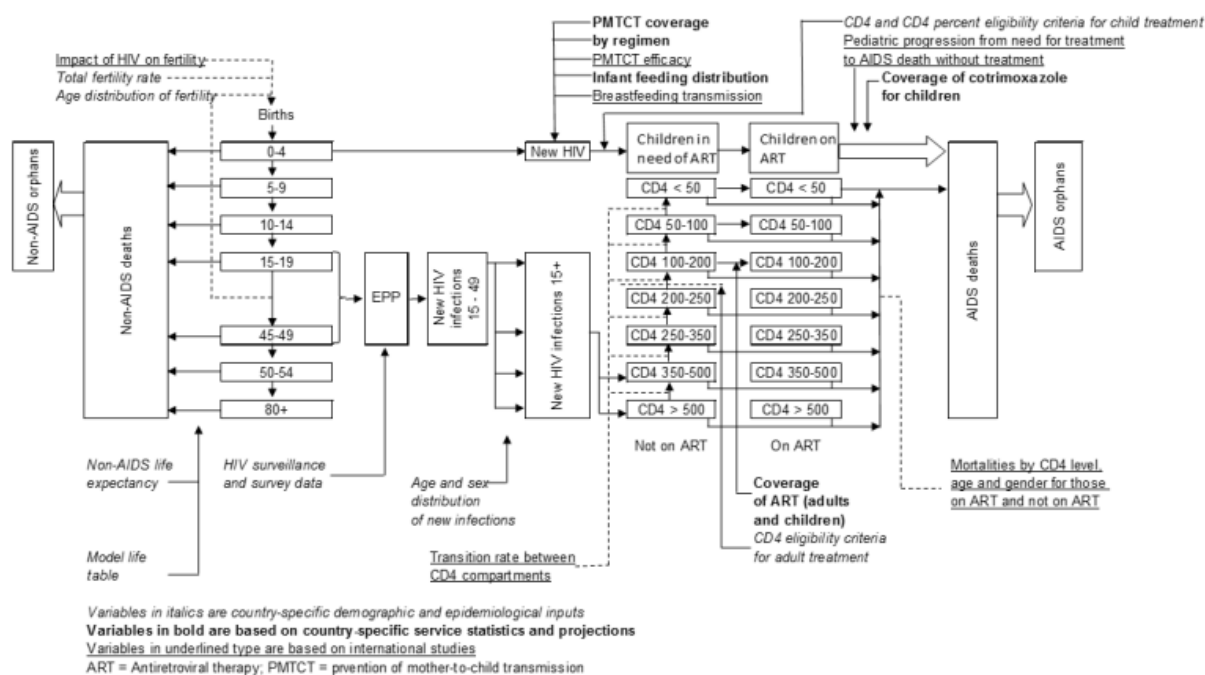 PMTCT coverage
by regimen
PMTCT efficacy
Infant feeding distribution
Breastfeeding transmission
CD4 and CD4 percent eligibility criteria for child treatment
Pediatric progression from need for treatment
to AIDS death without treatment
Coverage of cotrimoxazole
for children
Impact of HIV on fertility
Total fertility rate
Age distribution of fertility
Births
Non-AIDS orphans
Non-AIDS deaths
0-4
5-9
10-14
15-19
45-49
50-54
80+
EPP
New HIV
infections
15 - 49
New HIV infections 15+
New HIV
Children in
need of ART
Children on
ART
CD4 < 50
CD4 < 50
CD4 50-100
CD4 50-100
CD4 100-200
CD4 100-200
CD4 200-250
CD4 200-250
CD4 250-350
CD4 250-350
CD4 350-500
CD4 350-500
CD4 > 500
CD4 > 500
Not on ART
On ART
AIDS deaths
AIDS orphans
Non-AIDS life
expectancy
Model life
table
HIV surveillance
and survey data
Age and sex
distribution
of new infections
Transition rate between
CD4 compartments
Coverage
of ART (adults
and children)
CD4 eligibility criteria
for adult treatment
Mortalities by CD4 level,
age and gender for those
on ART and not on ART
Variables in italics are country-specific demographic and epidemiological inputs
Variables in bold are based on country-specific service statistics and projections
Variables in underlined type are based on international studies
ART = Antiretroviral therapy; PMTCT = prvention of mother-to-child transmission